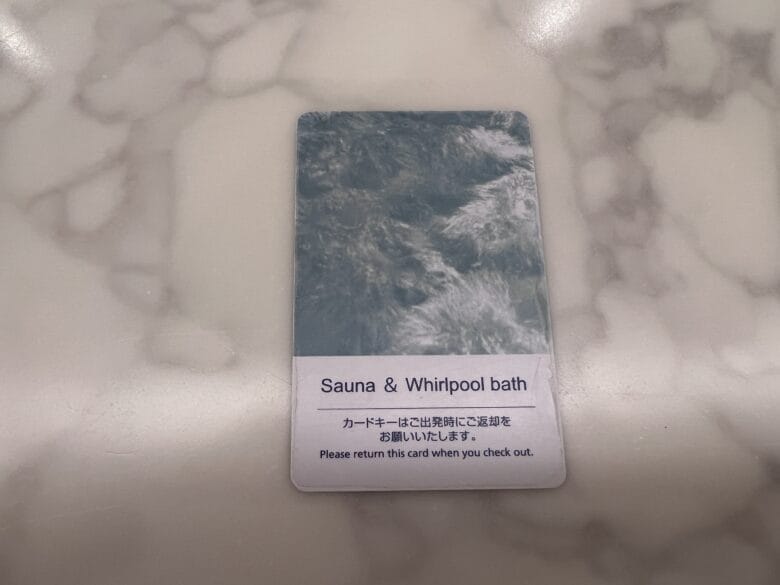 Sauna & Whirlpool bath
カードキーはご出発時にご返却を
お願いいたします。
Please return this card when you check out.